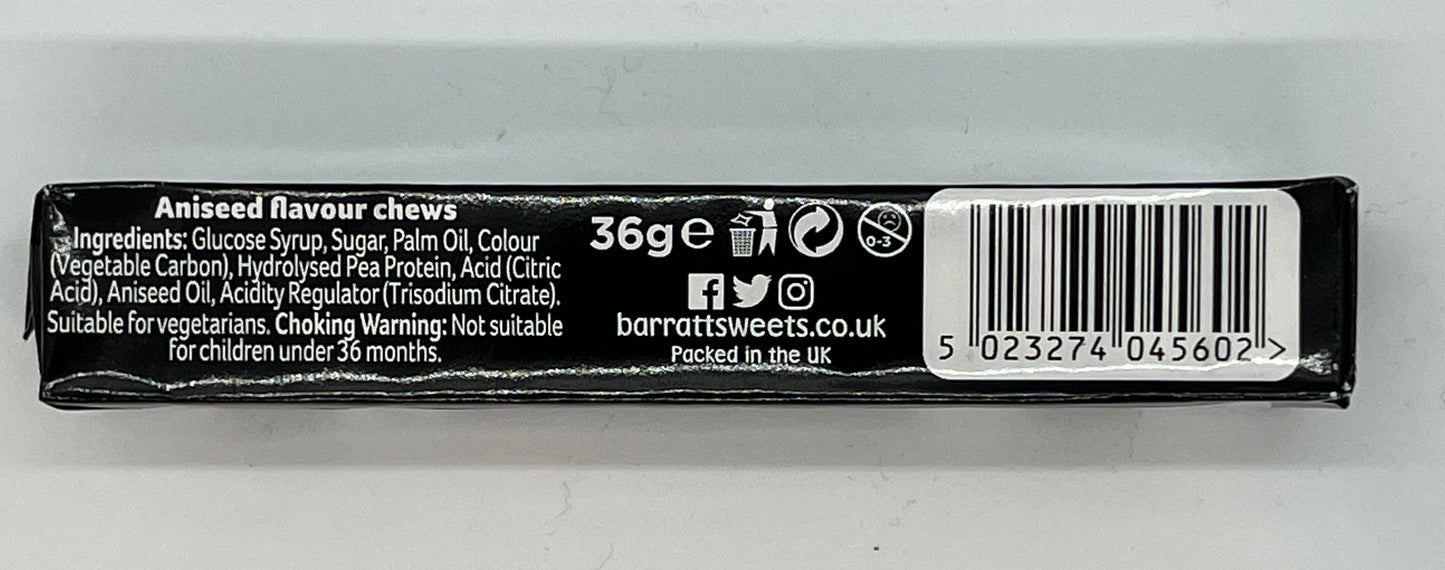 Aniseed flavour chews
Ingredients: Glucose Syrup, Sugar, Palm Oil, Colour
(Vegetable Carbon), Hydrolysed Pea Protein, Acid (Citric
Acid), Aniseed Oil, Acidity Regulator (Trisodium Citrate).
Suitable for vegetarians. Choking Warning: Not suitable
for children under 36 months.
36g e
0-3
barrattsweets.co.uk
Packed in the UK
5 023274 045602 >